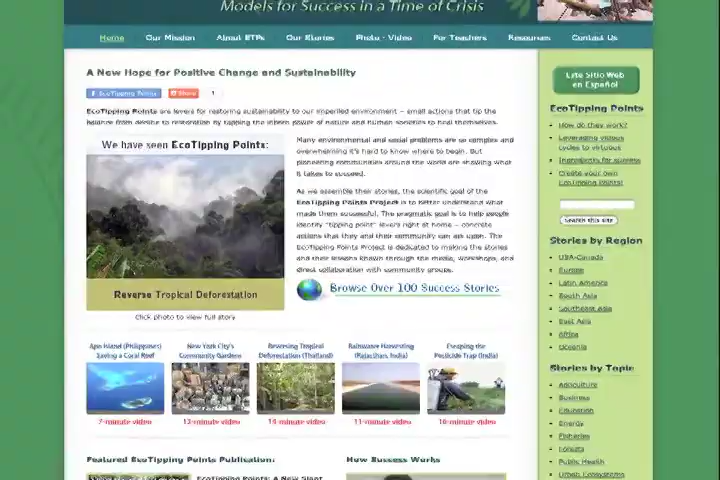 Models for Success in a Time of Crisis
Home Our Mission About ETPs Our Stories Photo - Video For Teachers Resources Contact Us
A New Hope for Positive Change and Sustainability
EcoTipping Points Share 1
EcoTipping Points are levers for restoring sustainability to our imperiled environment – small actions that tip the
balance from decline to restoration by tapping the inherent power of nature and human societies to heal themselves.
We have seen EcoTipping Points:
Reverse Tropical Deforestation
Click photo to view full story
Many environmental and social problems are so complex and
overwhelming it's hard to know where to begin. But
pioneering communities around the world are showing what
it takes to succeed.
As we assemble their stories, the scientific goal of the
EcoTipping Points Project is to better understand what
made them successful. The pragmatic goal is to help people
identify "tipping point" levers right at home – concrete
actions that they and their community can act upon. The
EcoTipping Points Project is dedicated to making the stories
and their lessons known through the media, workshops, and
direct collaboration with community groups.
Browse Over 100 Success Stories
Apo Island (Philippines)
Saving a Coral Reef
7-minute video
New York City's
Community Gardens
13-minute video
Reversing Tropical
Deforestation (Thailand)
14-minute video
Rainwater Harvesting
(Rajasthan, India)
11-minute video
Escaping the
Pesticide Trap (India)
10-minute video
Featured EcoTipping Points Publication:
EcoTipping Points: A New Slant
How Success Works
Este Sitio Web
en Español
EcoTipping Points
How do they work?
Leveraging vicious
cycles to virtuous
Ingredients for success
Create your own
EcoTipping Points!
Search this site
Stories by Region
USA-Canada
Europe
Latin America
South Asia
Southeast Asia
East Asia
Africa
Oceania
Stories by Topic
Agriculture
Business
Education
Energy
Fisheries
Forests
Public Health
Urban Ecosystems